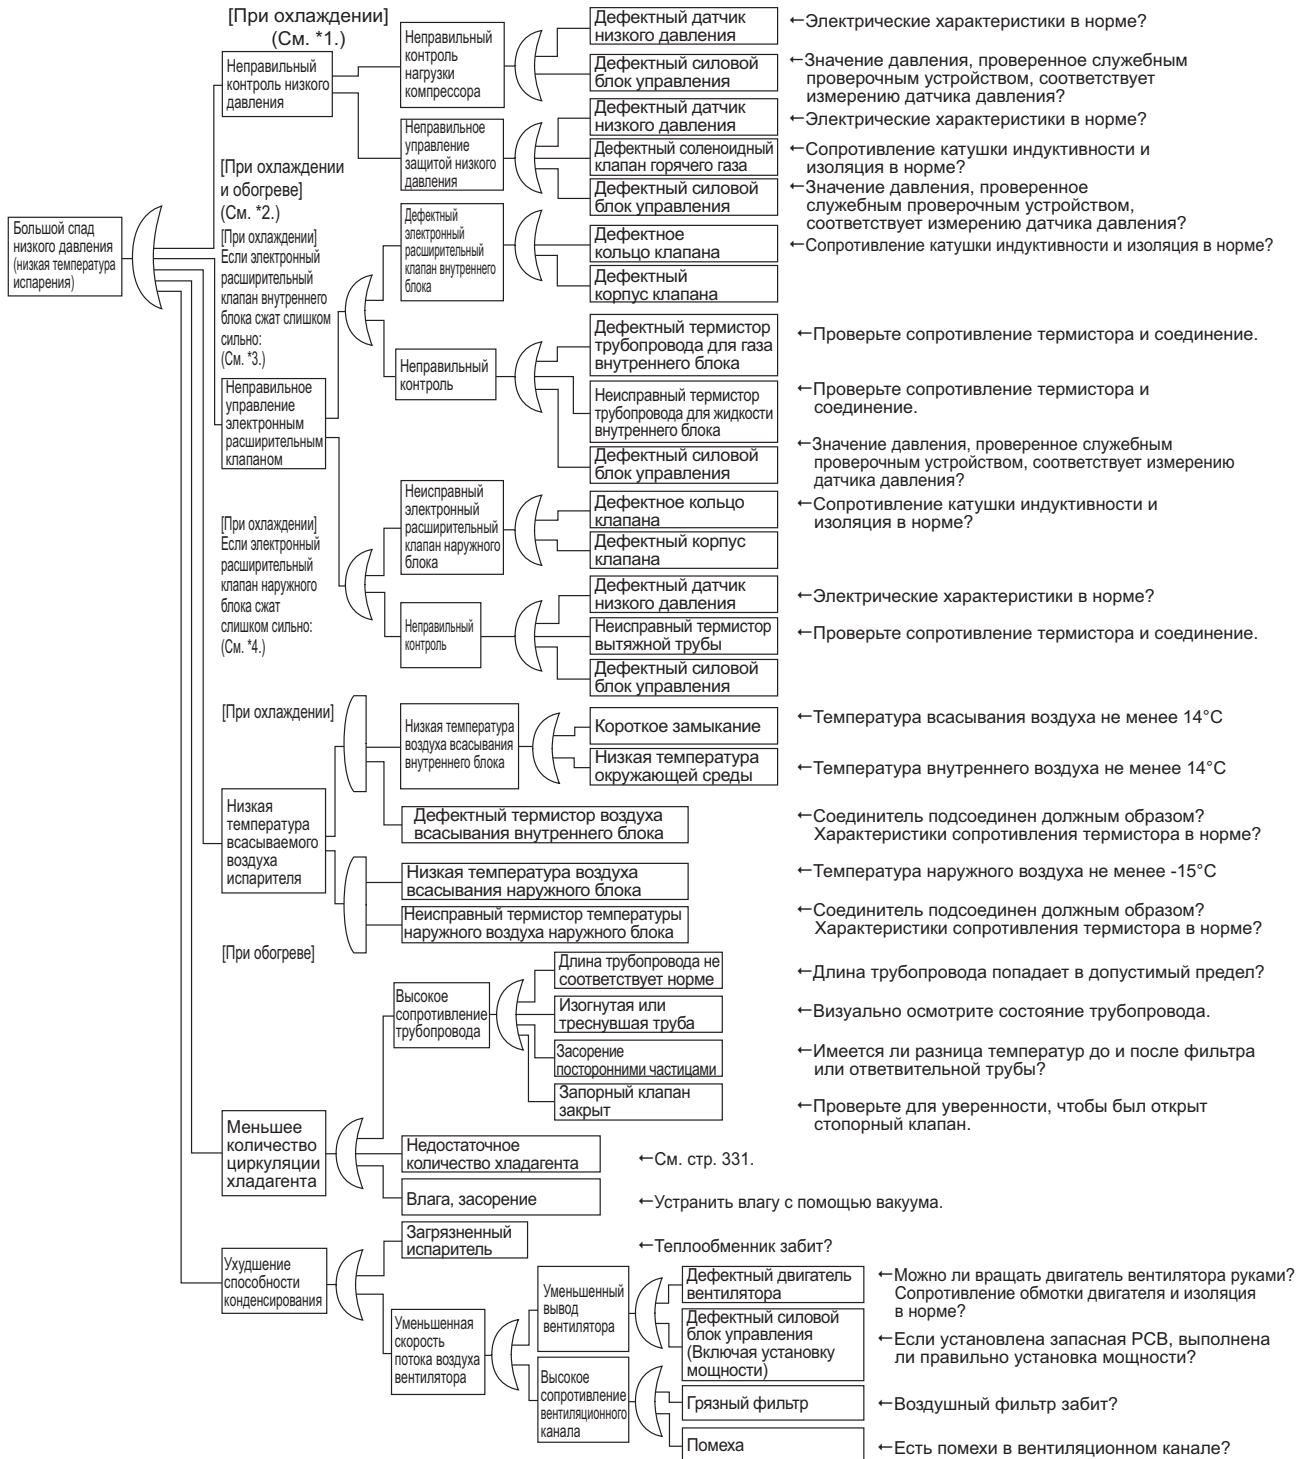 [При охлаждении]
(См. *1.)
Неправильный
контроль низкого
давления
Неправильный
контроль
нагрузки
компрессора
Дефектный датчик
низкого давления
←Электрические характеристики в норме?
Дефектный силовой
блок управления
←Значение давления, проверенное служебным
проверочным устройством, соответствует
измерению датчика давления?
Неправильное
управление
защитой низкого
давления
Дефектный датчик
низкого давления
←Электрические характеристики в норме?
Дефектный соленоидный
клапан горячего газа
←Сопротивление катушки индуктивности и
изоляция в норме?
Дефектный силовой
блок управления
←Значение давления, проверенное
служебным проверочным устройством,
соответствует измерению датчика давления?
Большой спад
низкого давления
(низкая температура
испарения)
[При охлаждении
и обогреве]
(См. *2.)
[При охлаждении]
Если электронный
расширительный
клапан внутреннего
блока сжат слишком
сильно:
(См. *3.)
Неправильное
управление
электронным
расширительным
клапаном
Дефектный
электронный
расширительный
клапан внутреннего
блока
Дефектное
кольцо клапана
←Сопротивление катушки индуктивности и изоляция в норме?
Дефектный
корпус клапана
Неправильный
контроль
Дефектный термистор
трубопровода для газа
внутреннего блока
←Проверьте сопротивление термистора и соединение.
Неисправный термистор
трубопровода для жидкости
внутреннего блока
←Проверьте сопротивление термистора и
соединение.
Дефектный силовой
блок управления
←Значение давления, проверенное служебным
проверочным устройством, соответствует измерению
датчика давления?
[При охлаждении]
Если электронный
расширительный
клапан наружного
блока сжат
слишком сильно:
(См. *4.)
Неисправный
электронный
расширительный
клапан наружного
блока
Дефектное кольцо
клапана
←Сопротивление катушки индуктивности и
изоляция в норме?
Дефектный корпус
клапана
Неправильный
контроль
Дефектный датчик
низкого давления
←Электрические характеристики в норме?
Неисправный термистор
вытяжной трубы
←Проверьте сопротивление термистора и соединение.
Дефектный силовой
блок управления
[При охлаждении]
Низкая
температура
всасываемого
воздуха
испарителя
Низкая температура
воздуха всасывания
внутреннего блока
Короткое замыкание
←Температура всасывания воздуха не менее 14°C
Низкая температура
окружающей среды
←Температура внутреннего воздуха не менее 14°C
Дефектный термистор воздуха
всасывания внутреннего блока
←Соединитель подсоединен должным образом?
Характеристики сопротивления термистора в норме?
Низкая температура воздуха
всасывания наружного блока
←Температура наружного воздуха не менее -15°C
Неисправный термистор температуры
наружного воздуха наружного блока
←Соединитель подсоединен должным образом?
Характеристики сопротивления термистора в норме?
[При обогреве]
Меньшее
количество
циркуляции
хладагента
Высокое
сопротивление
трубопровода
Длина трубопровода не
соответствует норме
←Длина трубопровода попадает в допустимый предел?
Изогнутая или
треснувшая труба
←Визуально осмотрите состояние трубопровода.
Засорение
посторонними частицами
←Имеется ли разница температур до и после фильтра
или ответвительной трубы?
Запорный клапан
закрыт
←Проверьте для уверенности, чтобы был открыт
стопорный клапан.
Недостаточное
количество хладагента
←См. стр. 331.
Влага, засорение
←Устранить влагу с помощью вакуума.
Ухудшение
способности
конденсирования
Загрязненный
испаритель
←Теплообменник забит?
Уменьшенная
скорость
потока воздуха
вентилятора
Уменьшенный
вывод
вентилятора
Дефектный двигатель
вентилятора
←Можно ли вращать двигатель вентилятора руками?
Сопротивление обмотки двигателя и изоляция
в норме?
Дефектный силовой
блок управления
(Включая установку
мощности)
←Если установлена запасная PCB, выполнена
ли правильно установка мощности?
Высокое
сопротивление
вентиляционного
канала
Грязный фильтр
←Воздушный фильтр забит?
Помеха
←Есть помехи в вентиляционном канале?